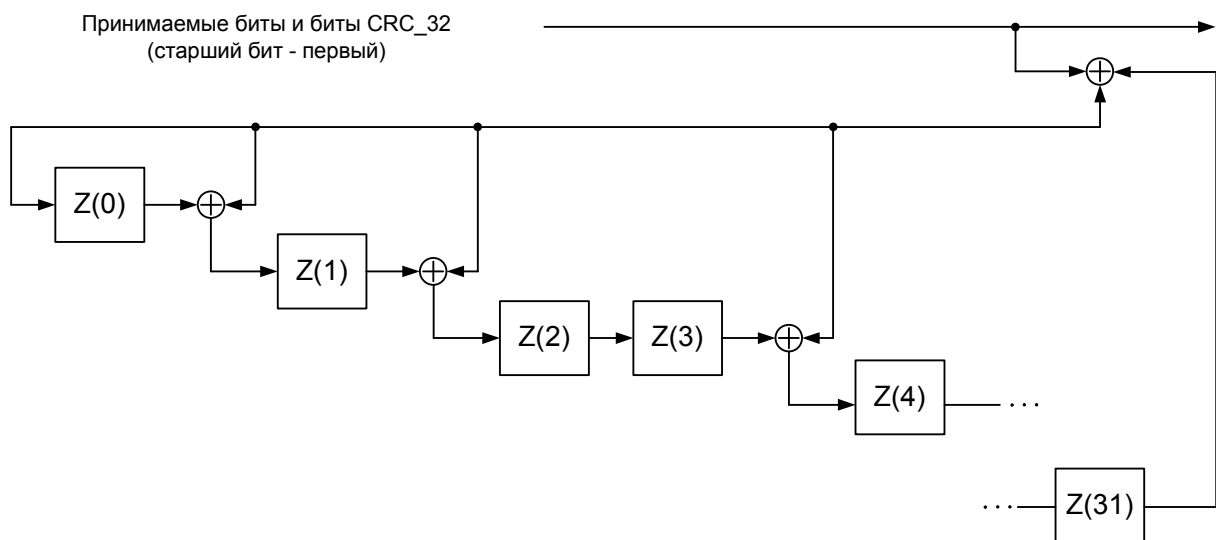 Принимаемые биты и биты CRC_32
(старший бит - первый)
Z(0)
Z(1)
Z(2) Z(3)
Z(4) ...
... Z(31)